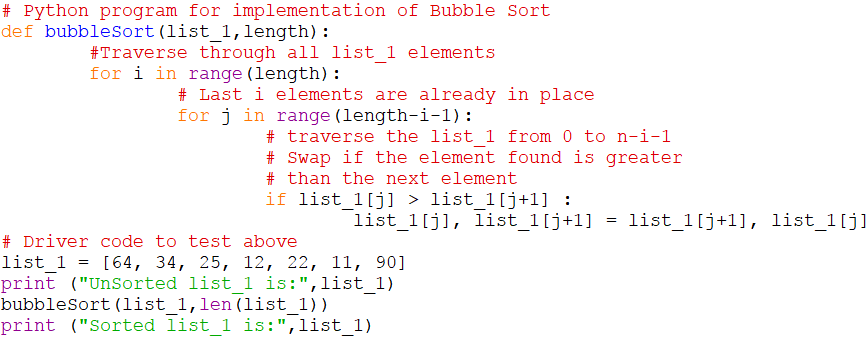 # Python program for implementation of Bubble Sort
def bubbleSort(list_1,length):
        #Traverse through all list_1 elements
        for i in range(length):
                # Last i elements are already in place
                for j in range(length-i-1):
                        # traverse the list_1 from 0 to n-i-1
                        # Swap if the element found is greater
                        # than the next element
                        if list_1[j] > list_1[j+1] :
                                list_1[j], list_1[j+1] = list_1[j+1], list_1[j]
# Driver code to test above
list_1 = [64, 34, 25, 12, 22, 11, 90]
print ("UnSorted list_1 is:",list_1)
bubbleSort(list_1,len(list_1))
print ("Sorted list_1 is:",list_1)